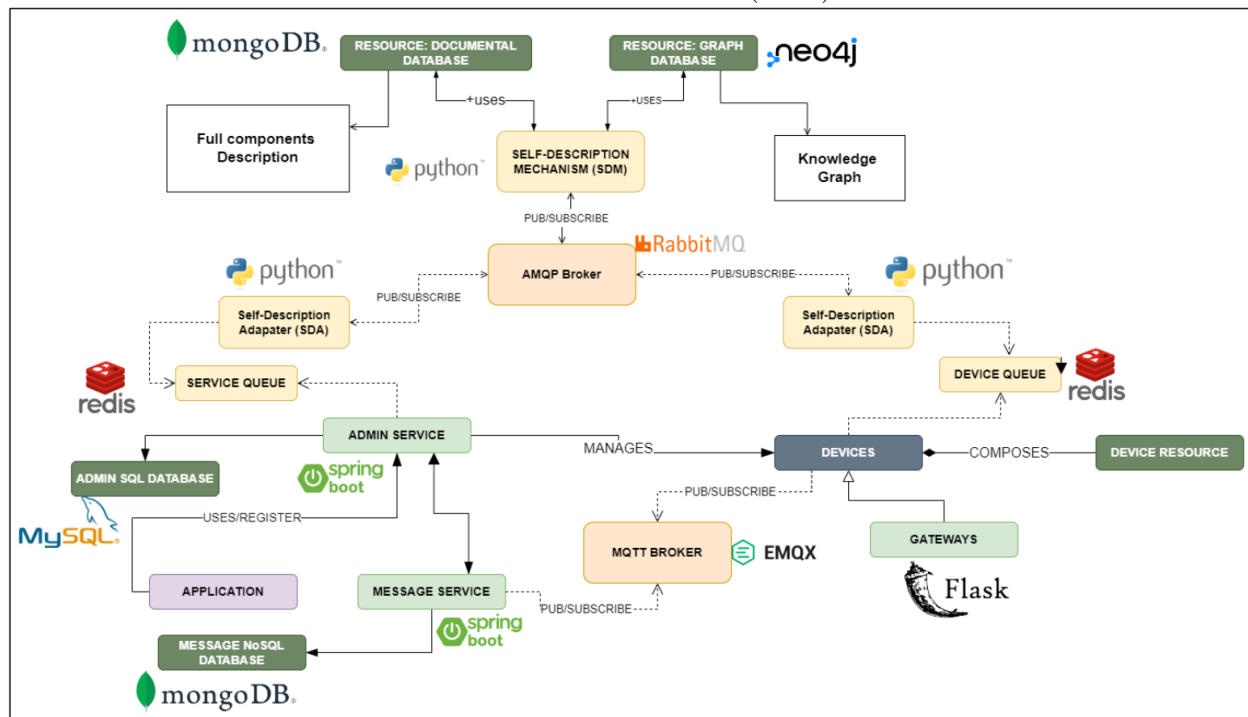 mongoDB®
RESOURCE: DOCUMENTAL
DATABASE
RESOURCE: GRAPH
DATABASE
neo4j
+uses
+USES
Full components
Description
python™
SELF-DESCRIPTION
MECHANISM (SDM)
Knowledge
Graph
PUB/SUBSCRIBE
RabbitMQ
AMQP Broker
python™
PUB/SUBSCRIBE
PUB/SUBSCRIBE
python™
Self-Description
Adapater (SDA)
Self-Description
Adapater (SDA)
redis
SERVICE QUEUE
DEVICE QUEUE
redis
ADMIN SERVICE
MANAGES
DEVICES
COMPOSES
DEVICE RESOURCE
ADMIN SQL DATABASE
spring
boot
PUB/SUBSCRIBE
MySQL®
USES/REGISTER
MQTT BROKER
EMQX
GATEWAYS
Flask
APPLICATION
MESSAGE SERVICE
PUB/SUBSCRIBE
spring
boot
MESSAGE NoSQL
DATABASE
mongoDB®